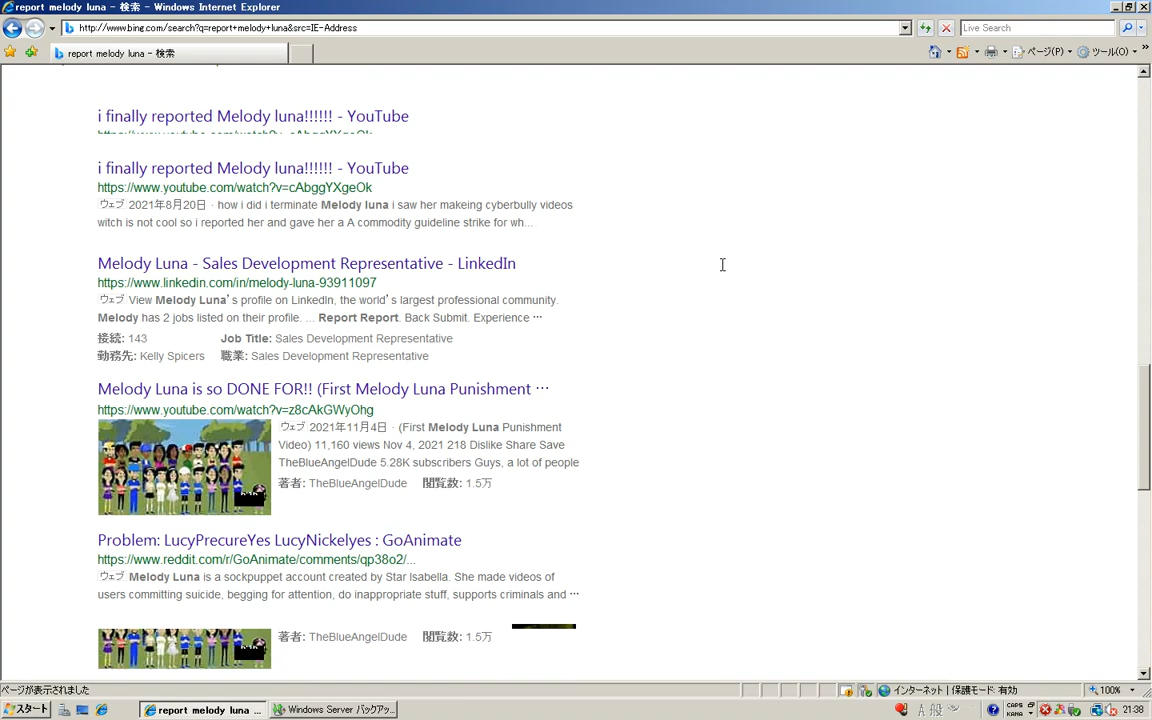 report melody luna - 検索 - Windows Internet Explorer
http://www.bing.com/search?q=report+melody+luna&src=IE-Address
Live Search
report melody luna - 検索
ページ(P)
ツール(O)
i finally reported Melody luna!!!!!! - YouTube
https://www.youtube.com/watch?v=cAbggYXgeOk
i finally reported Melody luna!!!!!! - YouTube
https://www.youtube.com/watch?v=cAbggYXgeOk
ウェブ 2021年8月20日 · how i did i terminate Melody luna i saw her makeing cyberbully videos
witch is not cool so i reported her and gave her a A commodity guideline strike for wh...
Melody Luna - Sales Development Representative - LinkedIn
https://www.linkedin.com/in/melody-luna-93911097
ウェブ View Melody Luna's profile on LinkedIn, the world's largest professional community.
Melody has 2 jobs listed on their profile. ... Report Report. Back Submit. Experience ···
接続: 143 Job Title: Sales Development Representative
勤務先: Kelly Spicers 職業: Sales Development Representative
Melody Luna is so DONE FOR!! (First Melody Luna Punishment ···
https://www.youtube.com/watch?v=z8cAkGWyOhg
ウェブ 2021年11月4日 · (First Melody Luna Punishment
Video) 11,160 views Nov 4, 2021 218 Dislike Share Save
TheBlueAngelDude 5.28K subscribers Guys, a lot of people
著者: TheBlueAngelDude 閲覧数: 1.5万
Problem: LucyPrecureYes LucyNickelyes : GoAnimate
https://www.reddit.com/r/GoAnimate/comments/qp38o2/...
ウェブ Melody Luna is a sockpuppet account created by Star Isabella. She made videos of
users committing suicide, begging for attention, do inappropriate stuff, supports criminals and ···
著者: TheBlueAngelDude 閲覧数: 1.5万
ページが表示されました
インターネット | 保護モード: 有効
100%
スタート
report melody luna ...
Windows Server バックアッ...
A 般
CAPS
KANA
21:38